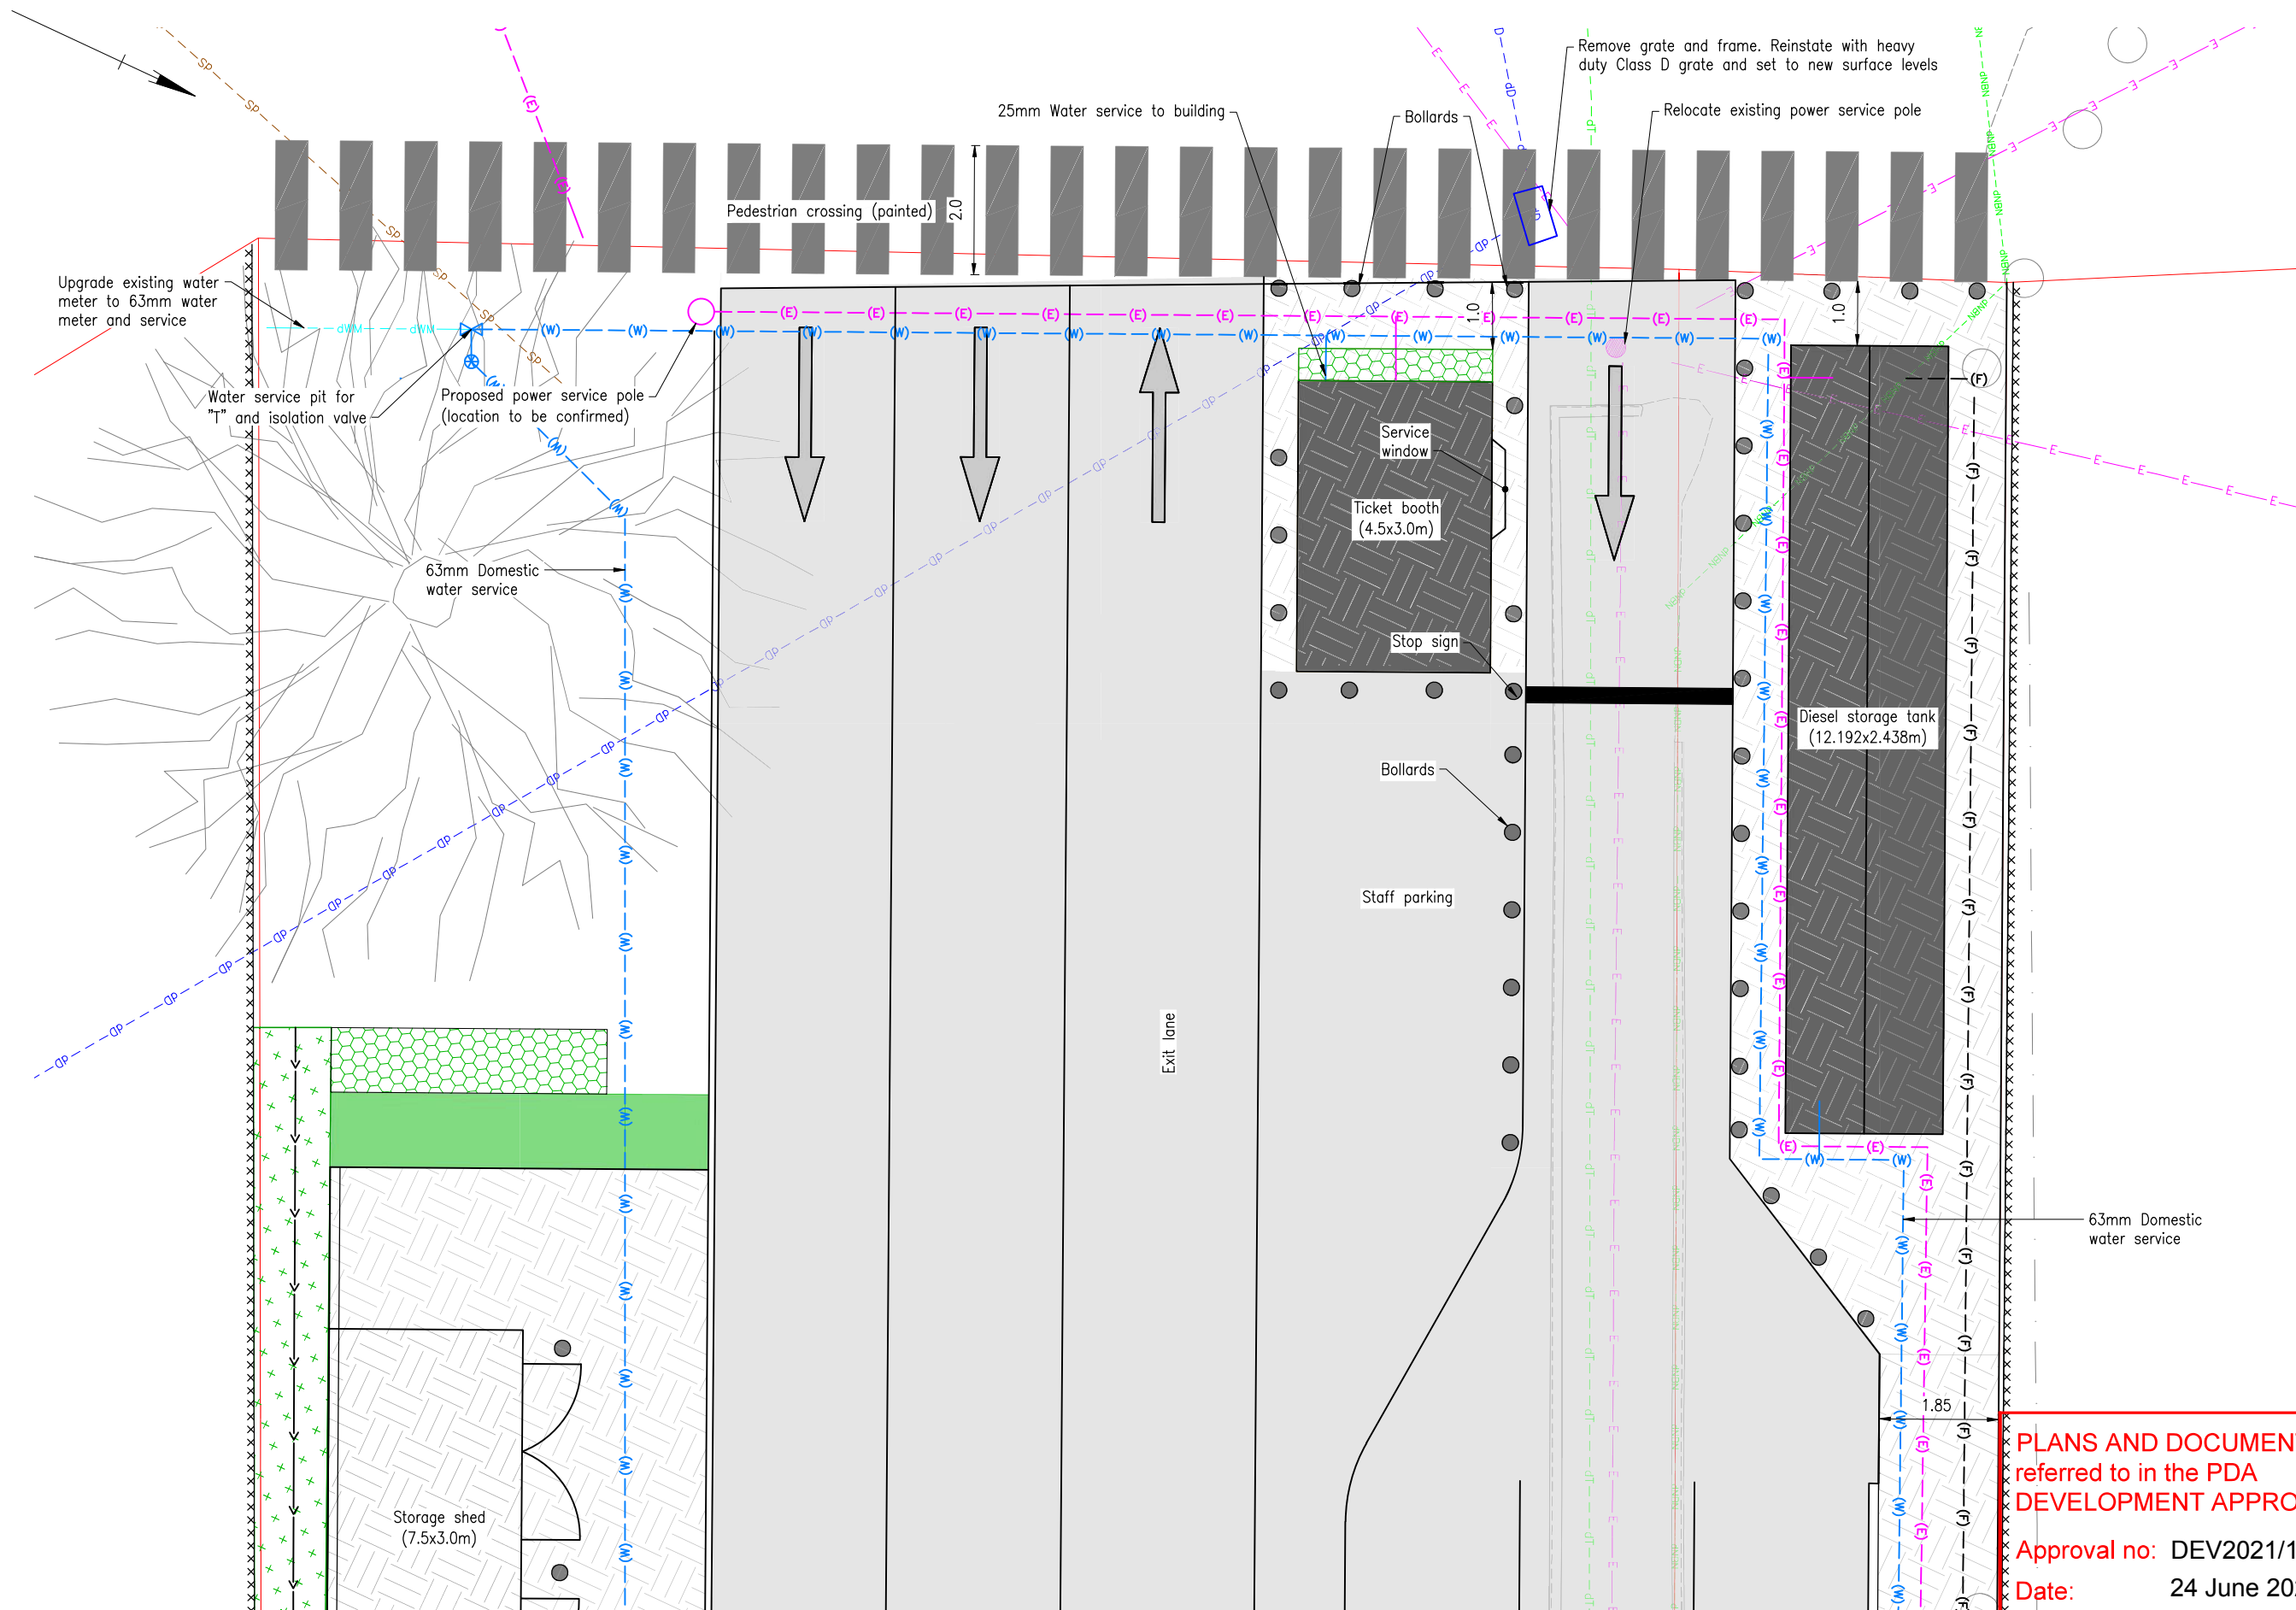 Remove grate and frame. Reinstate with heavy
duty Class D grate and set to new surface levels
25mm Water service to building
Bollards
Relocate existing power service pole
Pedestrian crossing (painted)
2.0
Upgrade existing water
meter to 63mm water
meter and service
Water service pit for
"T" and isolation valve
Proposed power service pole
(location to be confirmed)
1.0
1.0
Service
window
Ticket booth
(4.5x3.0m)
63mm Domestic
water service
Stop sign
Diesel storage tank
(12.192x2.438m)
Bollards
Staff parking
Exit lane
63mm Domestic
water service
1.85
Storage shed
(7.5x3.0m)
PLANS AND DOCUMEN
referred to in the PDA
DEVELOPMENT APPRO
Approval no: DEV2021/1
Date: 24 June 20